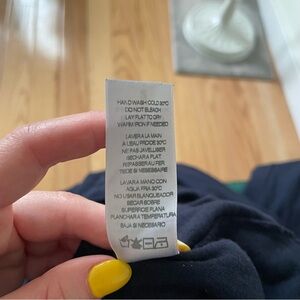 HAND WASH COLD 30°C
DO NOT BLEACH
LAY FLAT TO DRY
WARM IRON IF NEEDED
LAVER A LA MAIN
A LEAU FROIDE 30°C
NE PAS JAVELLISER
SECHAR A PLAT
REPASSER AU FER
TIEDE SI NECESSAIRE
LAVAR A MANO CON
AGUA FRIA 30°C
NO USAR BLANQUEADOR
SECAR SOBRE
SUPERFICIE PLANA
PLANCHAR A TEMPERATURA
BAJA SI NECESARIO